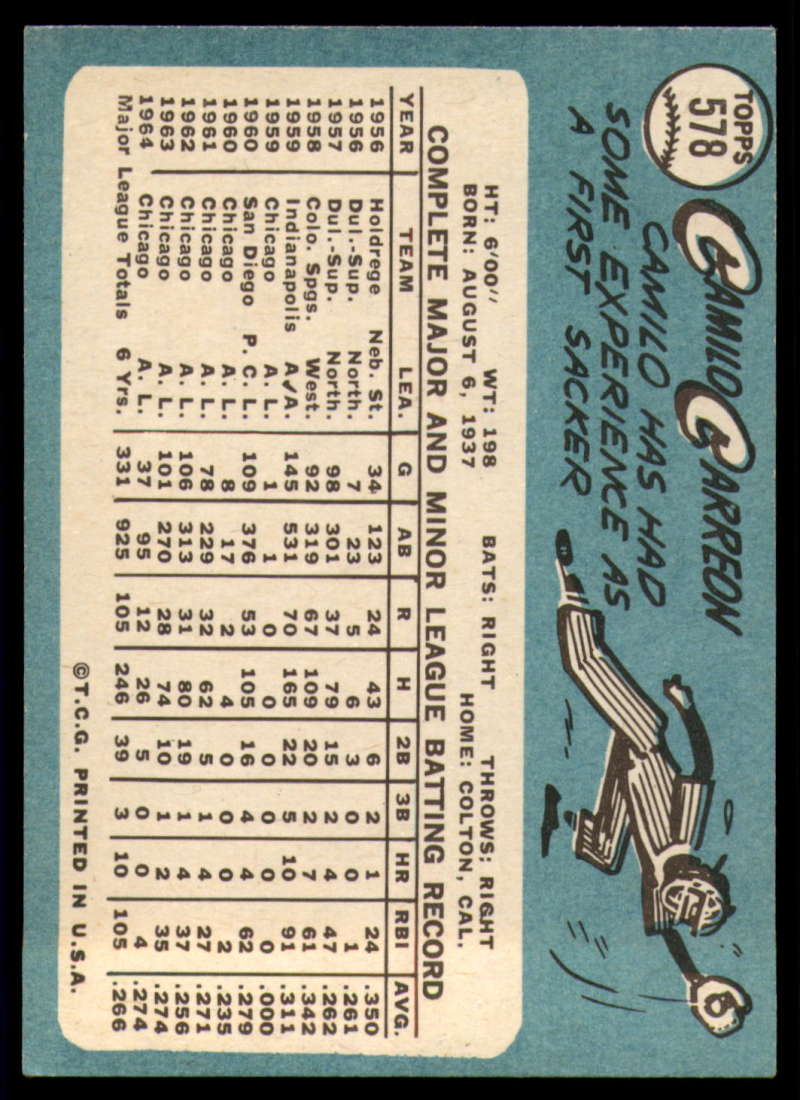 TOPPS
578
CAMILO CARREON
CAMILO HAS HAD
SOME EXPERIENCE AS
A FIRST SACKER
HT: 6'00" WT: 198 BATS: RIGHT THROWS: RIGHT
BORN: AUGUST 6, 1937 HOME: COLTON, CAL.
COMPLETE MAJOR AND MINOR LEAGUE BATTING RECORD
YEAR TEAM LEA. G AB R H 2B 3B HR RBI AVG.
1956 Holdrege Neb. St. 34 123 24 43 6 2 1 24 .350
1956 Dul.-Sup. North. 7 23 5 6 3 0 0 1 .261
1957 Dul.-Sup. North. 98 301 37 79 15 2 4 47 .262
1958 Colo. Spgs. West. 92 319 67 109 20 2 7 61 .342
1959 Indianapolis A.A. 145 531 70 165 22 5 10 91 .311
1959 Chicago A. L. 1 1 0 0 0 0 0 0 .000
1960 San Diego P. C. L. 109 376 53 105 16 4 4 62 .279
1960 Chicago A. L. 8 17 2 4 0 0 0 2 .235
1961 Chicago A. L. 78 229 32 62 5 1 4 27 .271
1962 Chicago A. L. 106 313 31 80 19 1 4 37 .256
1963 Chicago A. L. 101 270 28 74 10 1 2 35 .274
1964 Chicago A. L. 37 95 12 26 5 0 0 4 .274
Major League Totals 6 Yrs. 331 925 105 246 39 3 10 105 .266
©T.C.G. PRINTED IN U.S.A.